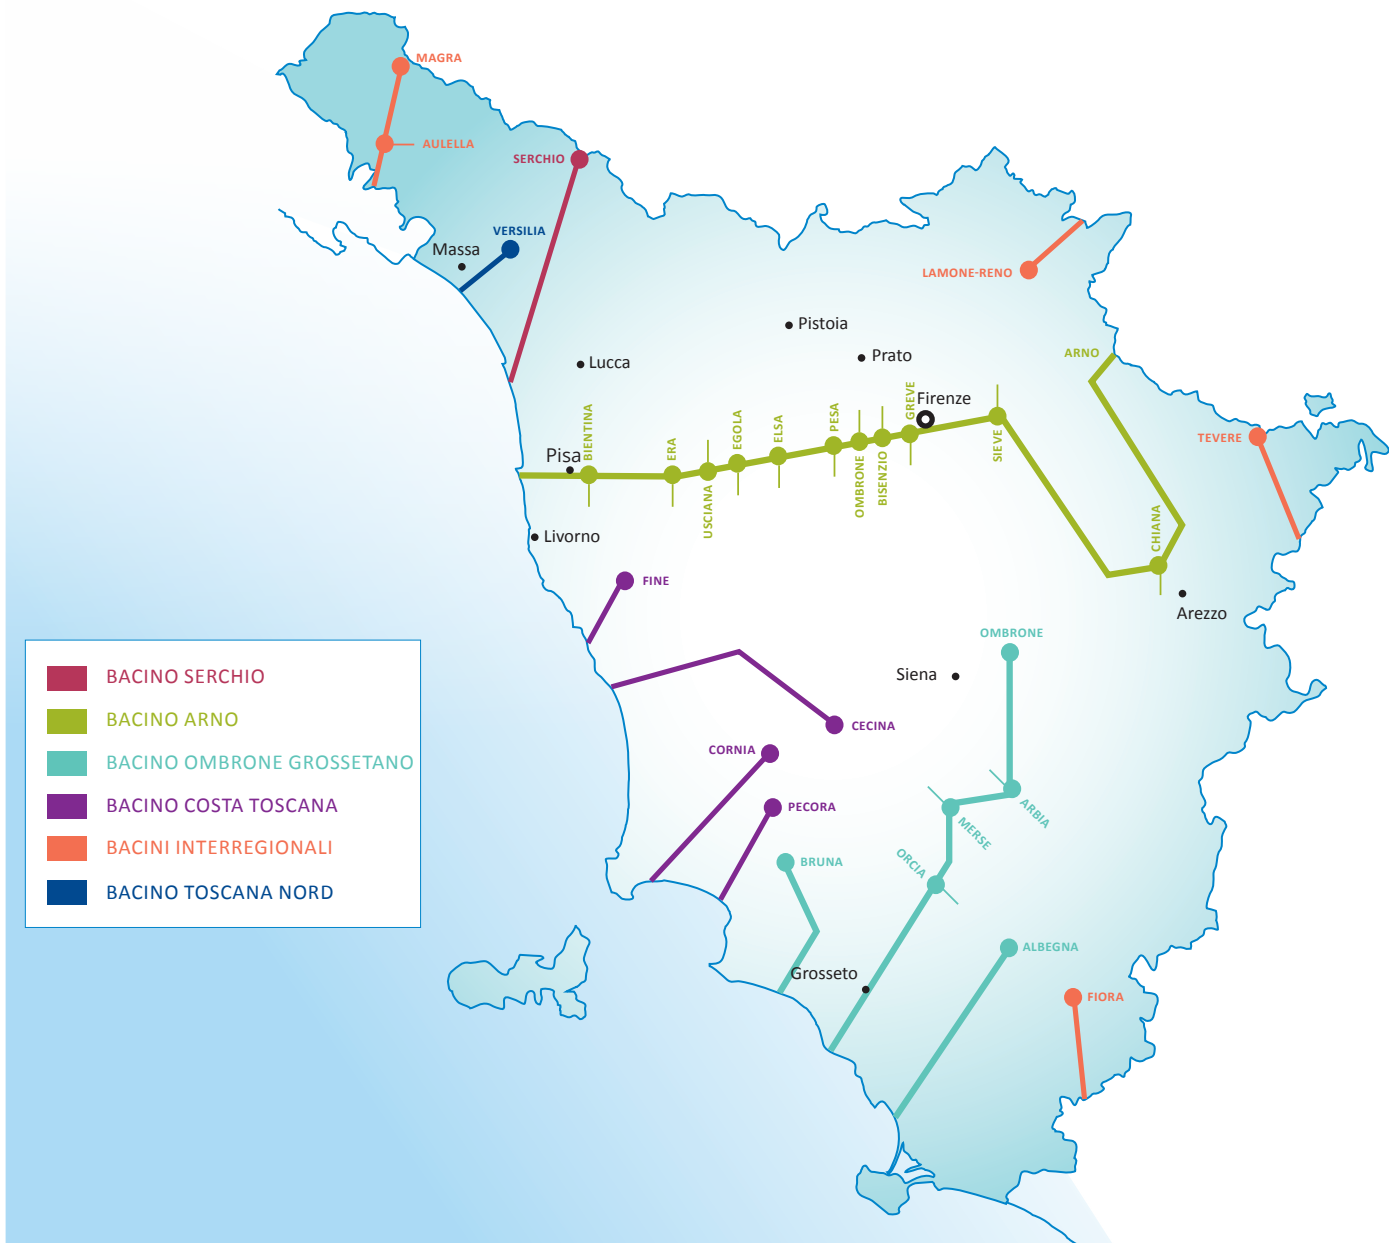 MAGRA
AULELLA
SERCHIO
VERSILIA
Massa
LAMONE-RENO
Pistoia
Prato
Lucca
ARNO
Firenze
GREVE
BIENTINA
ERA
USCIANA
EGOLA
ELSA
PESA
OMBRONE
BISENZIO
SIEVE
TEVERE
Pisa
Livorno
CHIANA
Arezzo
FINE
OMBRONE
Siena
CECINA
CORNIA
PECORA
ARBIA
MERSE
ORCIA
BRUNA
ALBEGNA
Grosseto
FIORA
BACINO SERCHIO
BACINO ARNO
BACINO OMBRONE GROSSETANO
BACINO COSTA TOSCANA
BACINI INTERREGIONALI
BACINO TOSCANA NORD